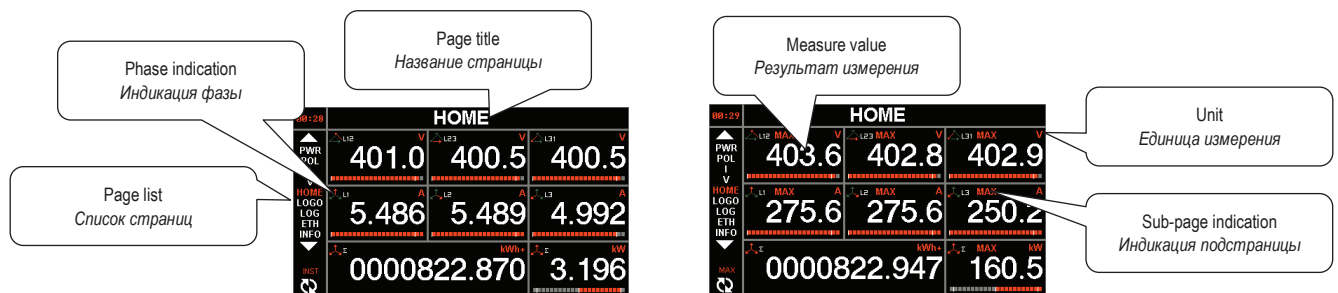 Page title
Название страницы
Measure value
Результат измерения
Phase indication
Индикация фазы
Unit
Единица измерения
Page list
Список страниц
Sub-page indication
Индикация подстраницы
00:28
HOME
PWR
POL
V
HOME
LOGO
LOG
ETH
INFO
INST
L12 V
401.0
L23 V
400.5
L31 V
400.5
L1 A
5.486
L2 A
5.489
L3 A
4.992
Σ kWh+
0000822.870
Σ kW
3.196
00:29
HOME
PWR
POL
I
V
HOME
LOGO
LOG
ETH
INFO
MAX
L12 MAX V
403.6
L23 MAX V
402.8
L31 MAX V
402.9
L1 MAX A
275.6
L2 MAX A
275.6
L3 MAX A
250.2
Σ kWh+
0000822.947
Σ MAX kW
160.5